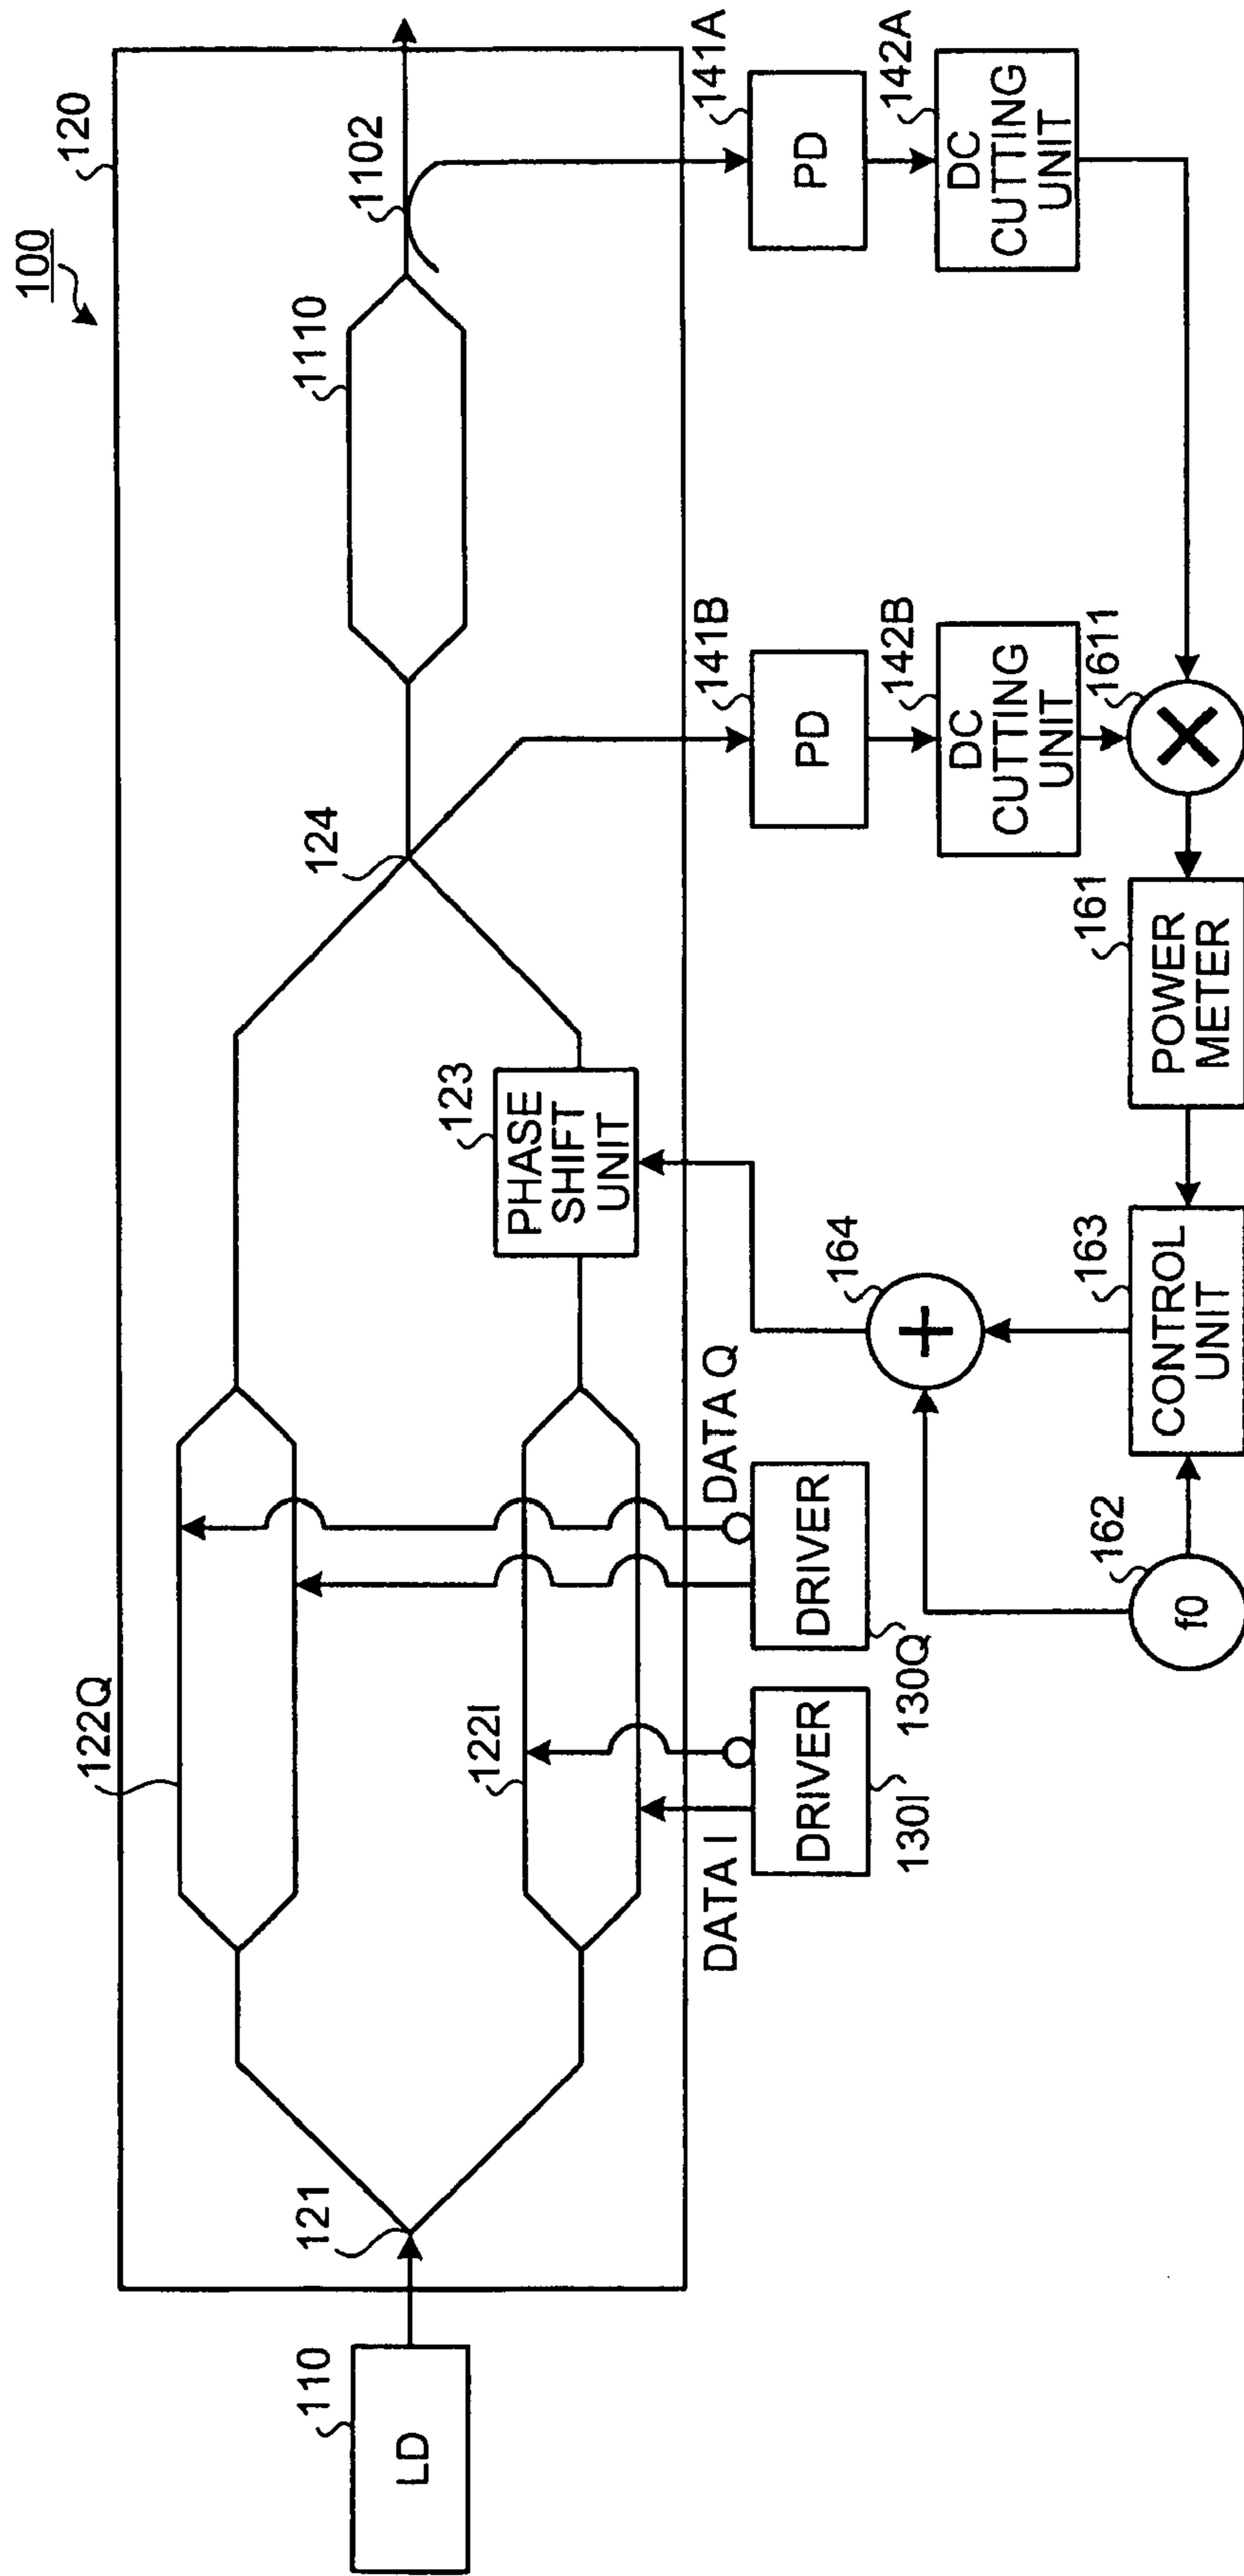 100
120
122Q
121
110
LD
124
1110
1102
122I
123
PHASE
SHIFT
UNIT
DATA I
DATA Q
DRIVER
130I
DRIVER
130Q
141B
PD
141A
PD
142B
DC
CUTTING
UNIT
142A
DC
CUTTING
UNIT
164
1611
162
f0
163
CONTROL
UNIT
161
POWER
METER